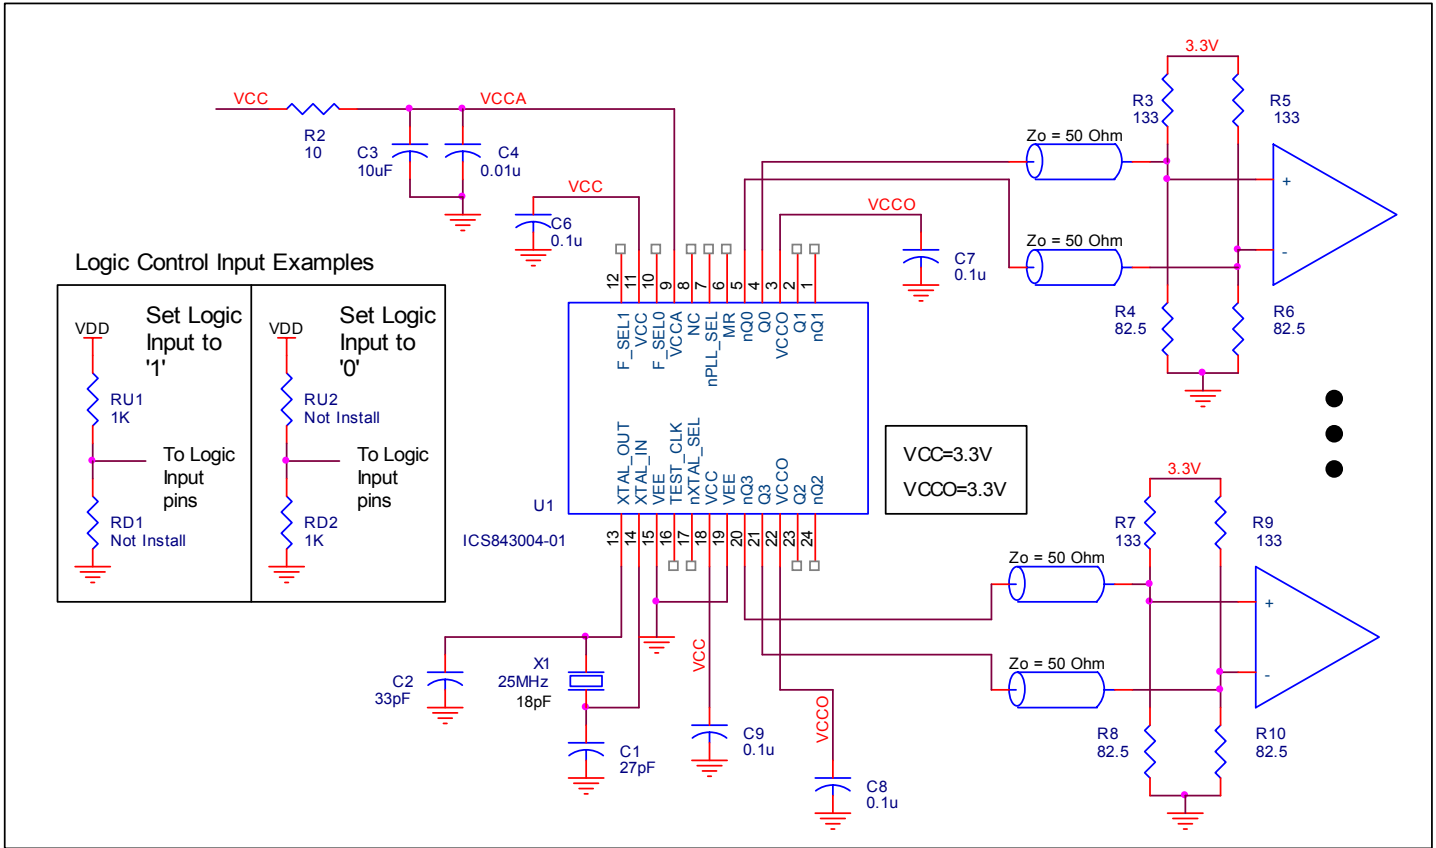 3.3V
VCC
VCCA
R2
10
C3
10uF
C4
0.01u
R3
133
R5
133
Zo = 50 Ohm
VCC
C6
0.1u
VCCO
C7
0.1u
Zo = 50 Ohm
+
-
R4
82.5
R6
82.5
Logic Control Input Examples
VDD
Set Logic
Input to
'1'
RU1
1K
To Logic
Input
pins
RD1
Not Install
VDD
Set Logic
Input to
'0'
RU2
Not Install
To Logic
Input
pins
RD2
1K
12
11
10
9
8
7
6
5
4
3
2
1
F_SEL1
VCC
F_SEL0
VCCA
NC
nPLL_SEL
MR
nQ0
Q0
VCCO
Q1
nQ1
XTAL_OUT
XTAL_IN
VEE
TEST_CLK
nXTAL_SEL
VCC
VEE
nQ3
Q3
VCCO
Q2
nQ2
U1
ICS843004-01
13
14
15
16
17
18
19
20
21
22
23
24
VCC=3.3V
VCCO=3.3V
3.3V
R7
133
R9
133
Zo = 50 Ohm
+
-
Zo = 50 Ohm
R8
82.5
R10
82.5
C2
33pF
X1
25MHz
18pF
C1
27pF
VCC
C9
0.1u
VCCO
C8
0.1u